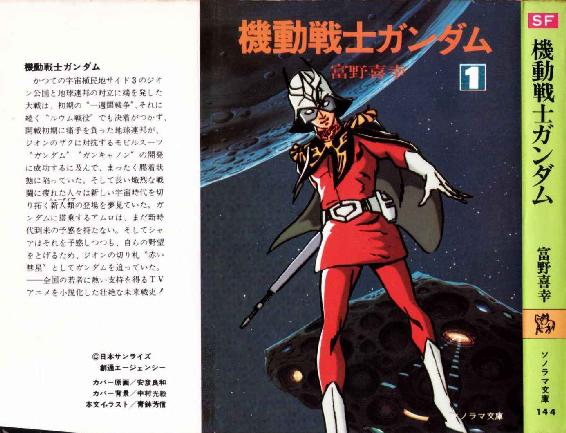 機動戦士ガンダム
かつての宇宙植民地サイド3のジオ
ン公国と地球連邦の対立に端を発した
大戦は、初期の"一週間戦争"、それに
続く"ルウム戦役"でも決着がつかず、
開戦初期に痛手を負った地球連邦が、
ジオンのザクに対抗するモビルスーツ
"ガンダム""ガンキャノン"の開発
に成功するに及んで、まったく膠着状
態に陥っていた。そして長い熾烈な戦
闘に疲れた人々は新しい宇宙時代を切
り拓く新人類の登場を夢見ていた。ガ
ンダムに搭乗するアムロは、まだ新時
代到来の予感を持たない。そしてシャ
アはそれを予感しつつも、自らの野望
をとげるため、ジオンの切り札"赤い
彗星"としてガンダムを追っていた。
――全国の若者に熱い支持を得るTV
アニメを小説化した壮絶な未来戦史!
©日本サンライズ
創通エージェンシー
カバー原画/安彦良和
カバー背景/中村光毅
本文イラスト/青鉢芳信
機動戦士ガンダム
富野喜幸
1
ソノラマ文庫
SF
機動戦士ガンダム
富野喜幸
ソノラマ文庫
144